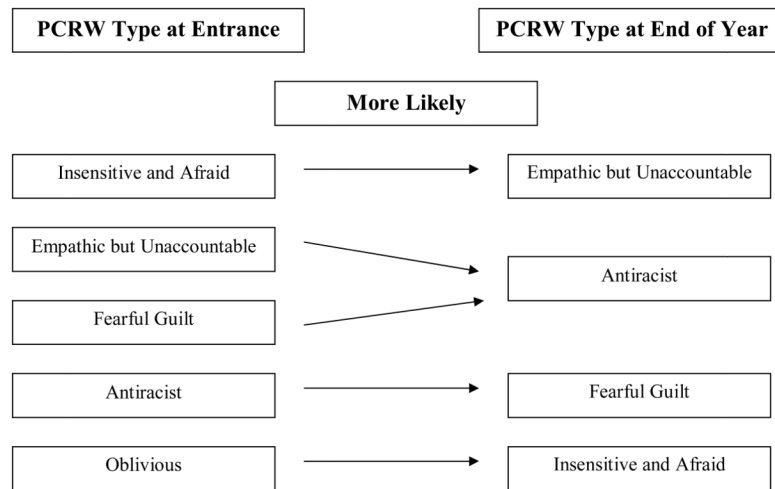 PCRW Type at Entrance
PCRW Type at End of Year
More Likely
Insensitive and Afraid
Empathic but Unaccountable
Empathic but Unaccountable
Antiracist
Fearful Guilt
Antiracist
Fearful Guilt
Oblivious
Insensitive and Afraid